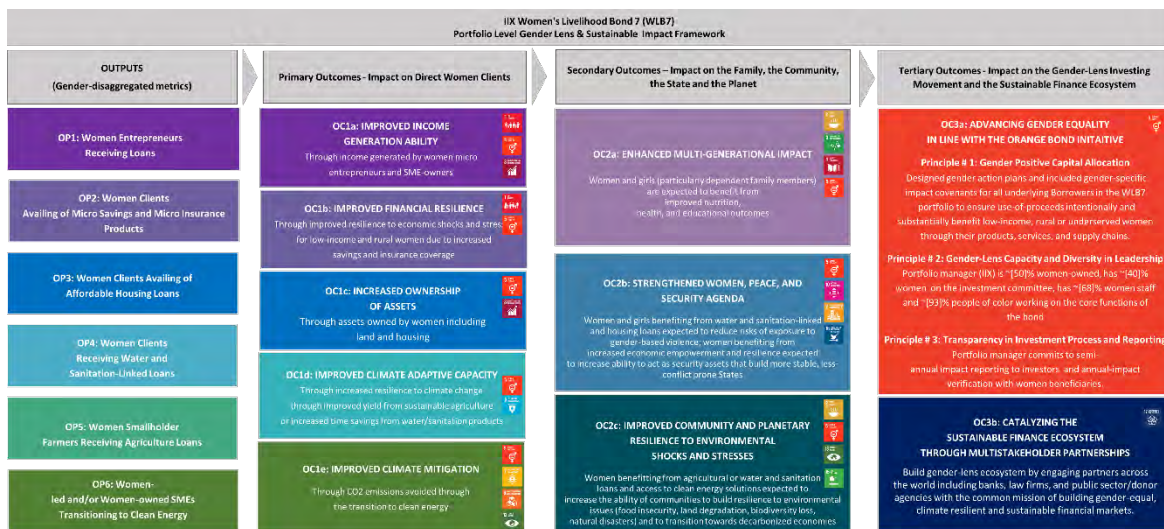 IIX Women's Livelihood Bond 7 (WLB7)
Portfolio Level Gender Lens & Sustainable Impact Framework
OUTPUTS
(Gender-disaggregated metrics)
OP1: Women Entrepreneurs
Receiving Loans
OP2: Women Clients
Availing of Micro Savings and Micro Insurance
Products
OP3: Women Clients Availing of
Affordable Housing Loans
OP4: Women Clients
Receiving Water and
Sanitation-Linked Loans
OP5: Women Smallholder
Farmers Receiving Agriculture Loans
OP6: Women-
led and/or Women-owned SMEs
Transitioning to Clean Energy
Primary Outcomes - Impact on Direct Women Clients
OC1a: IMPROVED INCOME
GENERATION ABILITY
Through income generated by women micro
entrepreneurs and SME-owners
OC1b: IMPROVED FINANCIAL RESILIENCE
Through improved resilience to economic shocks and stres
for low-income and rural women due to increased
savings and insurance coverage
OC1c: INCREASED OWNERSHIP
OF ASSETS
Through assets owned by women including
land and housing
OC1d: IMPROVED CLIMATE ADAPTIVE CAPACITY
Through increased resilience to climate change
through improved yield from sustainable agriculture
or increased time savings from water/sanitation products
OC1e: IMPROVED CLIMATE MITIGATION
Through CO2 emissions avoided through
the transition to clean energy
Secondary Outcomes – Impact on the Family, the Community,
the State and the Planet
OC2a: ENHANCED MULTI-GENERATIONAL IMPACT
Women and girls (particularly dependent family members)
are expected to benefit from
improved nutrition,
health, and educational outcomes
OC2b: STRENGTHENED WOMEN, PEACE, AND
SECURITY AGENDA
Women and girls benefiting from water and sanitation-linked
and housing loans expected to reduce risks of exposure to
gender-based violence; women benefiting from
increased economic empowerment and resilience expected
to increase ability to act as security assets that build more stable, less-
conflict prone States
OC2c: IMPROVED COMMUNITY AND PLANETARY
RESILIENCE TO ENVIRONMENTAL
SHOCKS AND STRESSES
Women benefitting from agricultural or water and sanitation
loans and access to clean energy solutions expected to
increase the ability of communities to build resilience to environmental
issues (food insecurity, land degradation, biodiversity loss,
natural disasters) and to transition towards decarbonized economies
Tertiary Outcomes - Impact on the Gender-Lens Investing
Movement and the Sustainable Finance Ecosystem
OC3a: ADVANCING GENDER EQUALITY
IN LINE WITH THE ORANGE BOND INITAITIVE
Principle # 1: Gender Positive Capital Allocation
Designed gender action plans and included gender-specific
impact covenants for all underlying Borrowers in the WLB7
portfolio to ensure use-of-proceeds intentionally and
substantially benefit low-income, rural or underserved women
through their products, services, and supply chains.
Principle # 2: Gender-Lens Capacity and Diversity in Leadership
Portfolio manager (IIX) is ~[50]% women-owned, has ~[40]%
women on the investment committee, has ~[68]% women staff
and ~[93]% people of color working on the core functions of
the bond
Principle # 3: Transparency in Investment Process and Reporting
Portfolio manager commits to semi-
annual impact reporting to investors and annual-impact
verification with women beneficiaries.
OC3b: CATALYZING THE
SUSTAINABLE FINANCE ECOSYSTEM
THROUGH MULTISTAKEHOLDER PARTNERSHIPS
Build gender-lens ecosystem by engaging partners across
the world including banks, law firms, and public sector/donor
agencies with the common mission of building gender-equal,
climate resilient and sustainable financial markets.